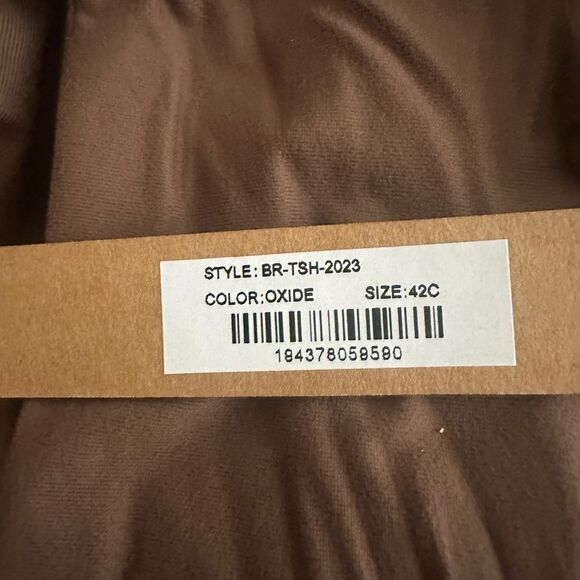 STYLE: BR-TSH-2023
COLOR:OXIDE SIZE:42C
194378059590